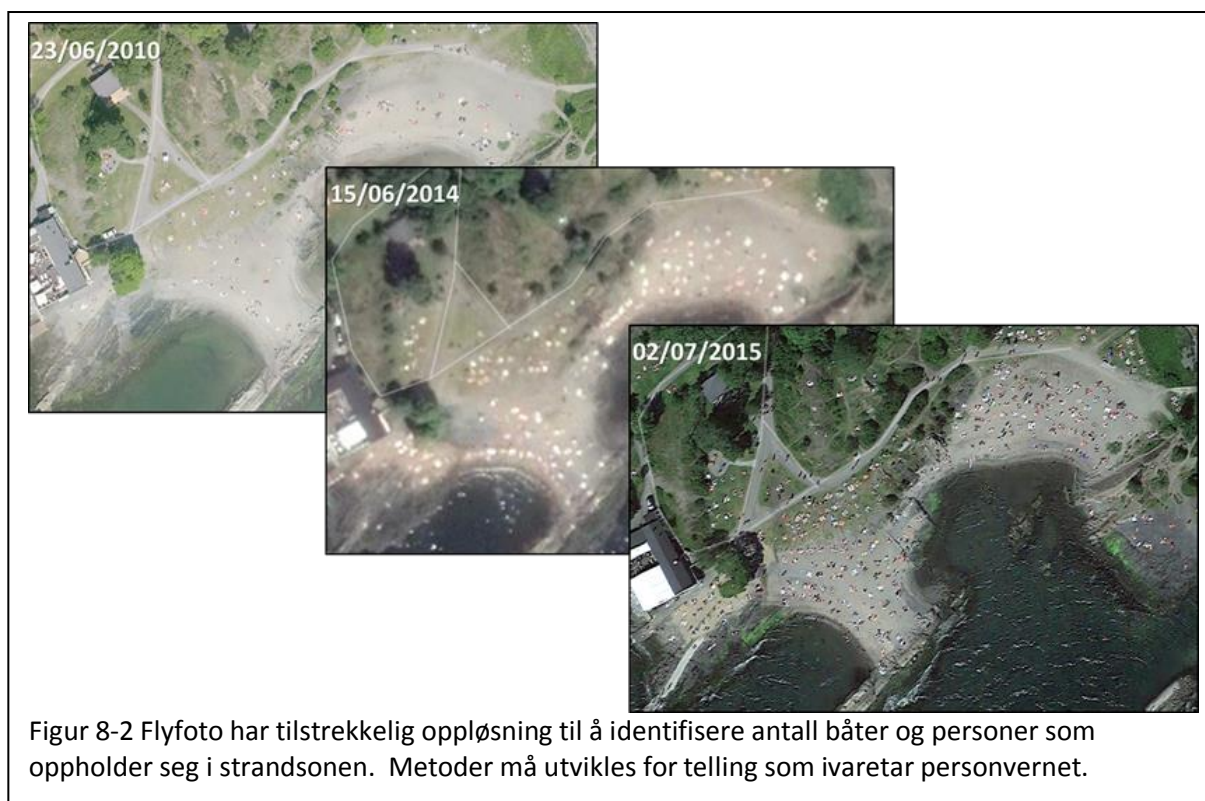 23/06/2010
15/06/2014
02/07/2015
Figur 8-2 Flyfoto har tilstrekkelig oppløsning til å identifisere antall båter og personer som
oppholder seg i strandsonen.  Metoder må utvikles for telling som ivaretar personvernet.